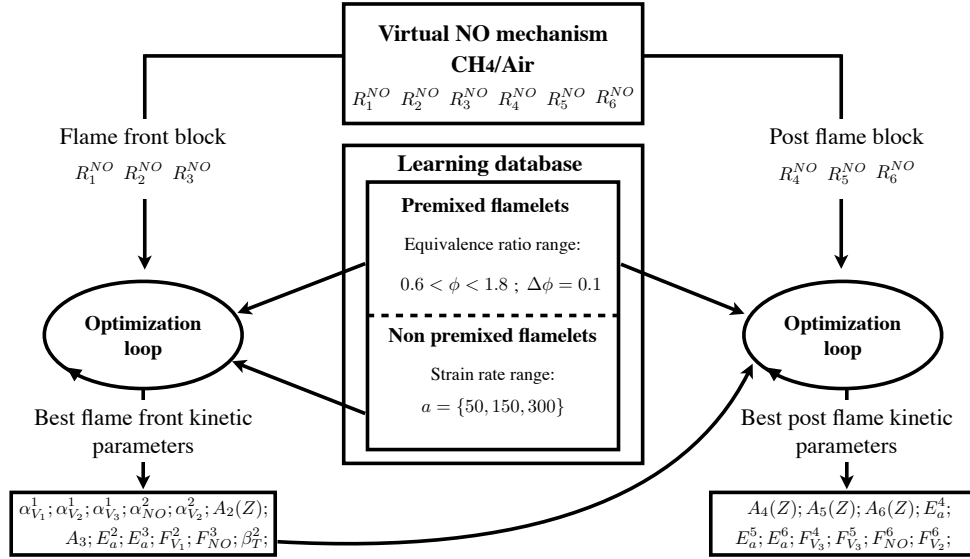 Virtual NO mechanism
CH4/Air
R_1^{NO} R_2^{NO} R_3^{NO} R_4^{NO} R_5^{NO} R_6^{NO}
Flame front block
R_1^{NO} R_2^{NO} R_3^{NO}
Post flame block
R_4^{NO} R_5^{NO} R_6^{NO}
Learning database
Premixed flamelets
Equivalence ratio range:
0.6 < ϕ < 1.8 ; Δϕ = 0.1
Non premixed flamelets
Strain rate range:
a = {50, 150, 300}
Optimization
loop
Optimization
loop
Best flame front kinetic
parameters
Best post flame kinetic
parameters
α_{V_1}^1; α_{V_2}^1; α_{V_3}^1; α_{NO}^2; α_{V_2}^2; A_2(Z);
A_3; E_a^2; E_a^3; F_{V_1}^2; F_{NO}^3; β_T^2;
A_4(Z); A_5(Z); A_6(Z); E_a^4;
E_a^5; E_a^6; F_{V_3}^4; F_{V_3}^5; F_{NO}^6; F_{V_2}^6;